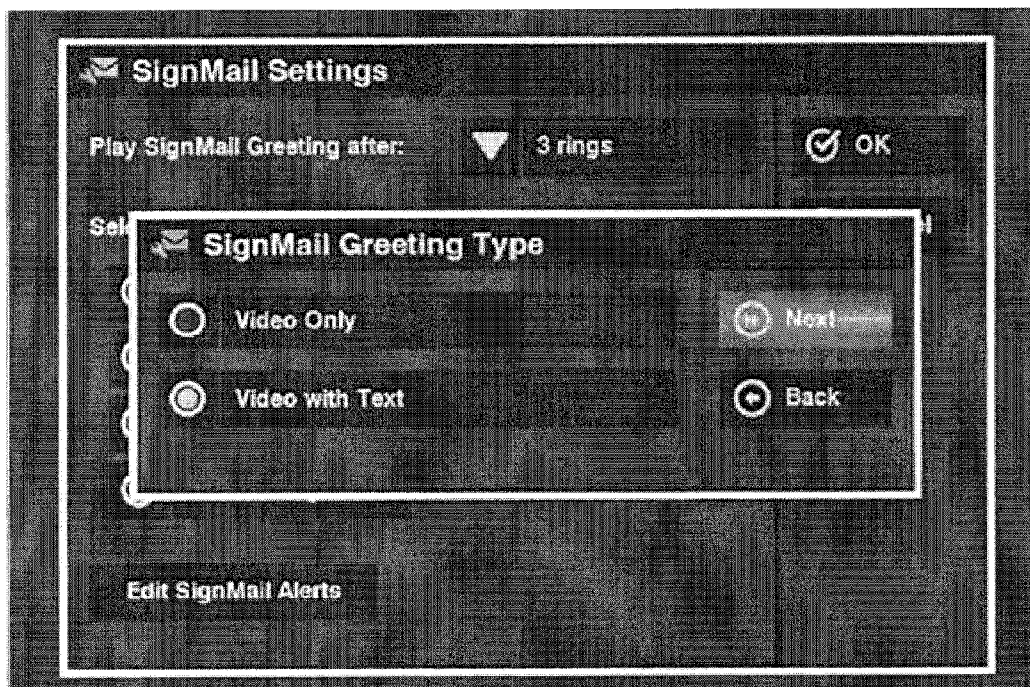 SignMail Settings
Play SignMail Greeting after: 3 rings OK
SignMail Greeting Type
Video Only Next
Video with Text Back
Edit SignMail Alerts